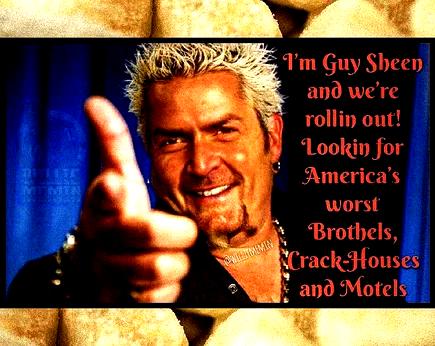 I'm Guy Sheen
and we're
rollin out!
Lookin for
America's
worst
Brothels,
Crack-Houses
and Motels